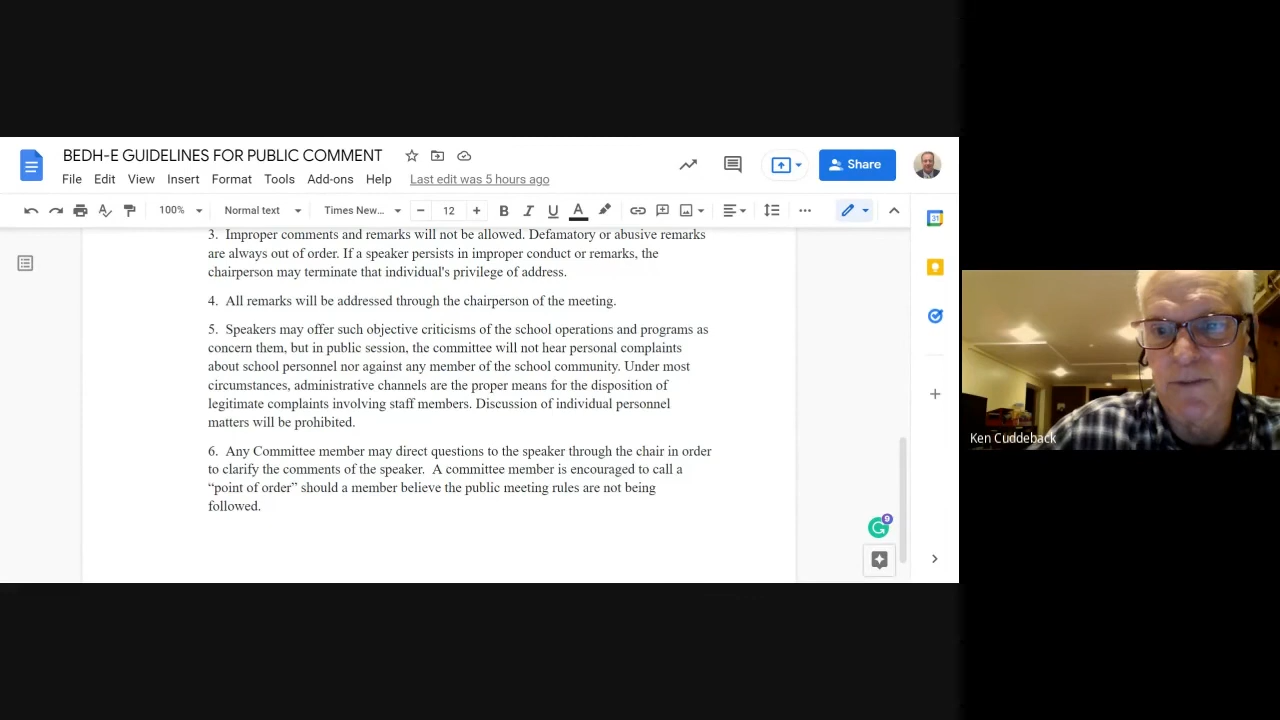 BEDH-E GUIDELINES FOR PUBLIC COMMENT
File Edit View Insert Format Tools Add-ons Help Last edit was 5 hours ago
Share
100% Normal text Times New... 12 B I U A
31
3. Improper comments and remarks will not be allowed. Defamatory or abusive remarks
are always out of order. If a speaker persists in improper conduct or remarks, the
chairperson may terminate that individual's privilege of address.
4. All remarks will be addressed through the chairperson of the meeting.
5. Speakers may offer such objective criticisms of the school operations and programs as
concern them, but in public session, the committee will not hear personal complaints
about school personnel nor against any member of the school community. Under most
circumstances, administrative channels are the proper means for the disposition of
legitimate complaints involving staff members. Discussion of individual personnel
matters will be prohibited.
6. Any Committee member may direct questions to the speaker through the chair in order
to clarify the comments of the speaker. A committee member is encouraged to call a
“point of order” should a member believe the public meeting rules are not being
followed.
9
Ken Cuddeback